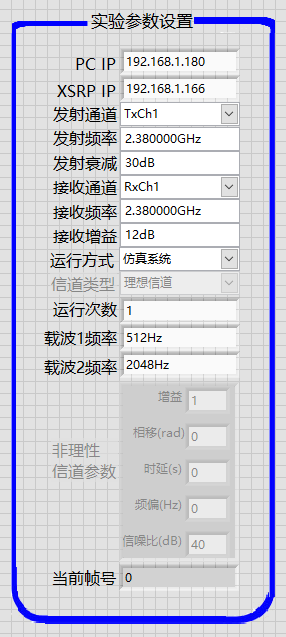 实验参数设置
PC IP 192.168.1.180
XSRP IP 192.168.1.166
发射通道 TxCh1
发射频率 2.380000GHz
发射衰减 30dB
接收通道 RxCh1
接收频率 2.380000GHz
接收增益 12dB
运行方式 仿真系统
信道类型 理想信道
运行次数 1
载波1频率 512Hz
载波2频率 2048Hz
非理性
信道参数
增益 1
相移(rad) 0
时延(s) 0
频偏(Hz) 0
信噪比(dB) 40
当前帧号 0